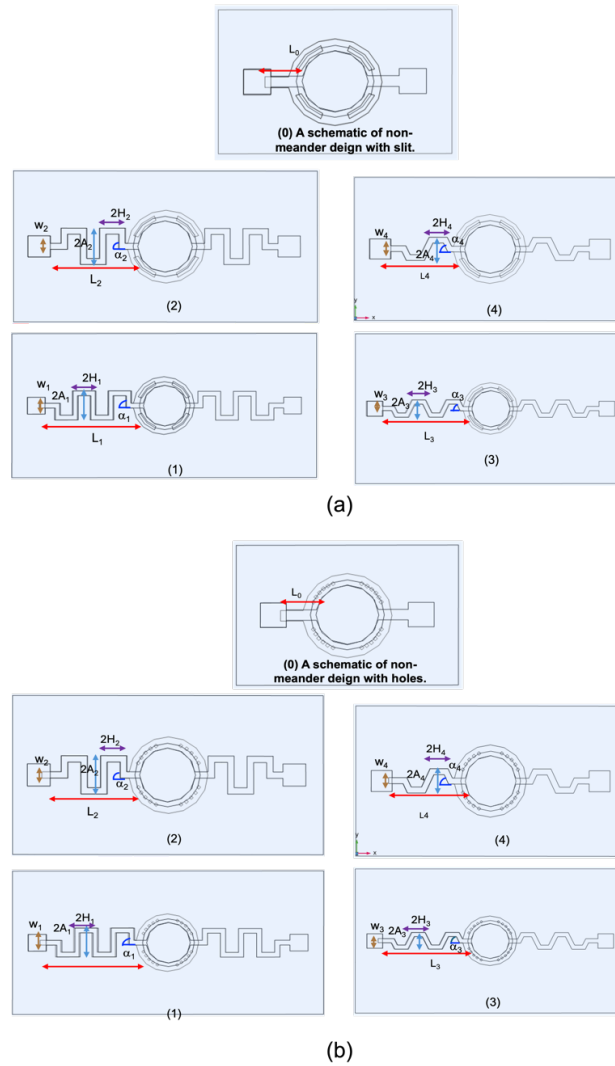 L₀
(0) A schematic of non-
meander deign with slit.
w₂
2A₂
2H₂
α₂
L₂
(2)
w₄
2A₄
2H₄
α₄
L4
y
x
(4)
w₁
2A₁
2H₁
α₁
L₁
(1)
w₃
2A₃
2H₃
α₃
L₃
(3)
(a)
L₀
(0) A schematic of non-
meander deign with holes.
w₂
2A₂
2H₂
α₂
L₂
(2)
w₄
2A₄
2H₄
α₄
L4
y
x
(4)
w₁
2A₁
2H₁
α₁
(1)
w₃
2A₃
2H₃
α₃
L₃
(3)
(b)